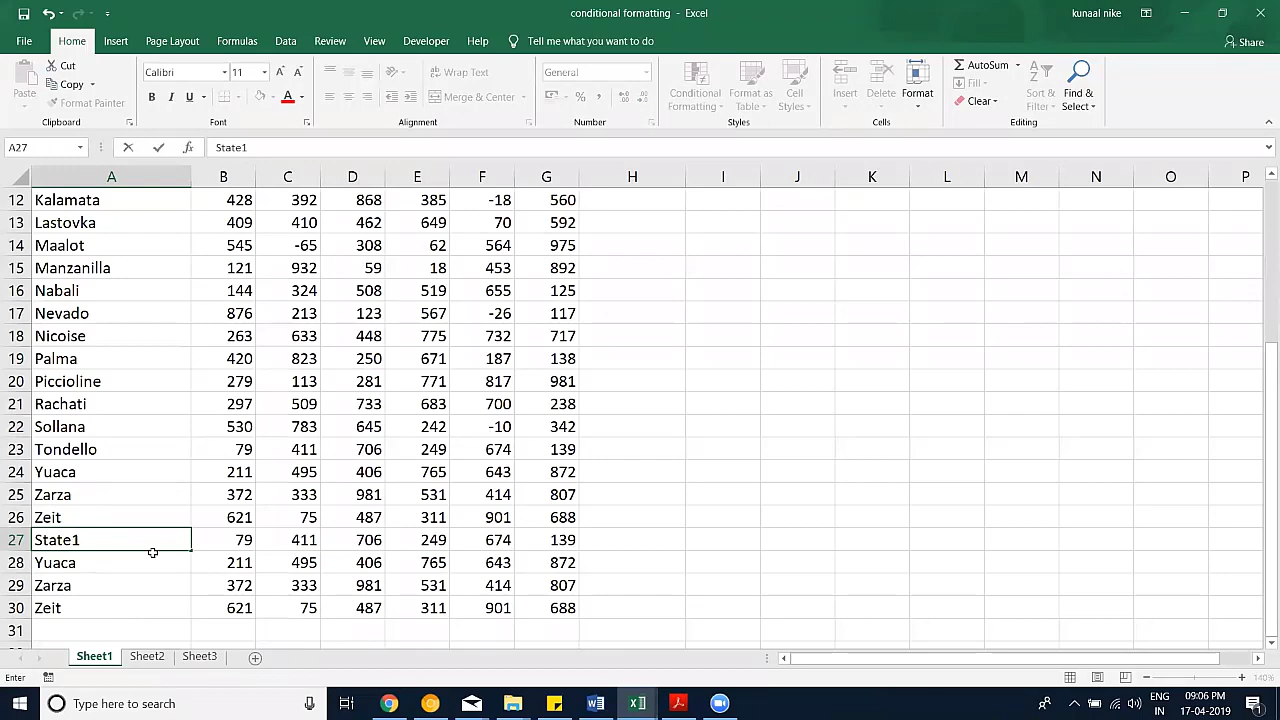 conditional formatting - Excel
kunaal nike
File Home Insert Page Layout Formulas Data Review View Developer Help Tell me what you want to do Share
Paste
Cut
Copy
Format Painter
Clipboard
Calibri 11
B I U
A
Font
Wrap Text
Merge & Center
Alignment
General
%
Number
Conditional Formatting
Format as Table
Cell Styles
Styles
Insert Delete Format
Cells
AutoSum
Fill
Clear
Sort & Filter
Find & Select
Editing
A27 fx State1
A B C D E F G H I J K L M N O P
12 Kalamata 428 392 868 385 -18 560
13 Lastovka 409 410 462 649 70 592
14 Maalot 545 -65 308 62 564 975
15 Manzanilla 121 932 59 18 453 892
16 Nabali 144 324 508 519 655 125
17 Nevado 876 213 123 567 -26 117
18 Nicoise 263 633 448 775 732 717
19 Palma 420 823 250 671 187 138
20 Piccioline 279 113 281 771 817 981
21 Rachati 297 509 733 683 700 238
22 Sollana 530 783 645 242 -10 342
23 Tondello 79 411 706 249 674 139
24 Yuaca 211 495 406 765 643 872
25 Zarza 372 333 981 531 414 807
26 Zeit 621 75 487 311 901 688
27 State1 79 411 706 249 674 139
28 Yuaca 211 495 406 765 643 872
29 Zarza 372 333 981 531 414 807
30 Zeit 621 75 487 311 901 688
31
Sheet1 Sheet2 Sheet3
Enter 140%
Type here to search
ENG
IN
09:06 PM
17-04-2019